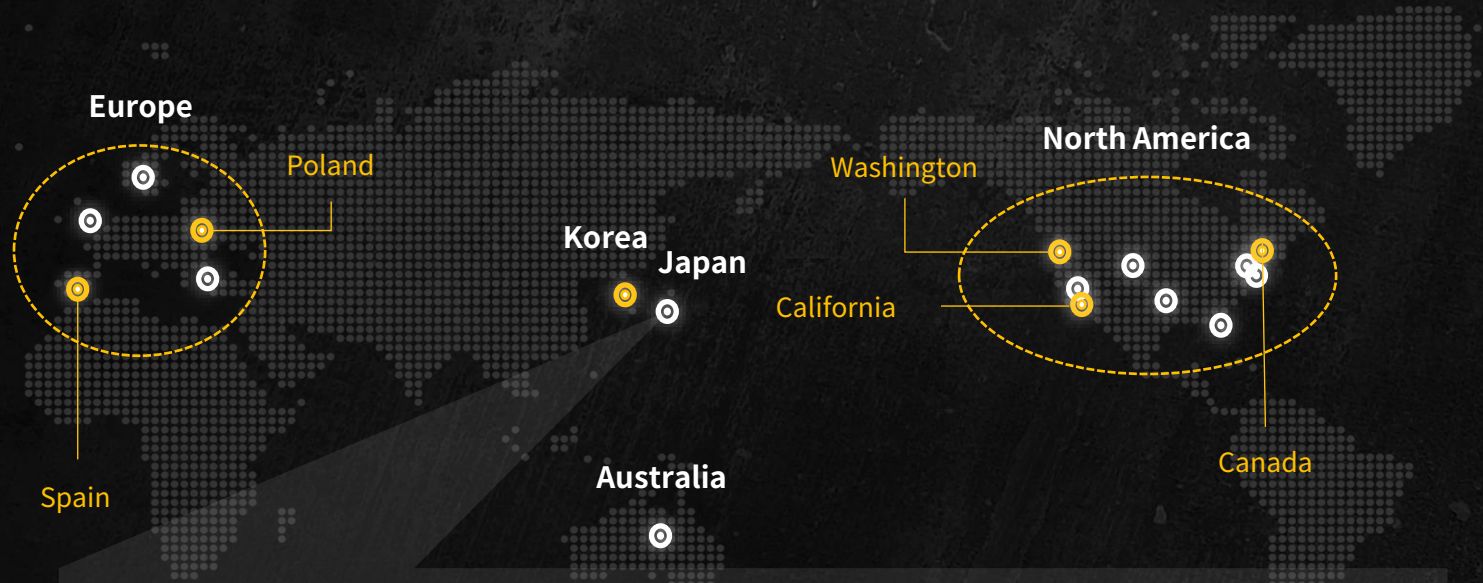 Europe
North America
Poland
Washington
Korea
Japan
California
Canada
Australia
Spain